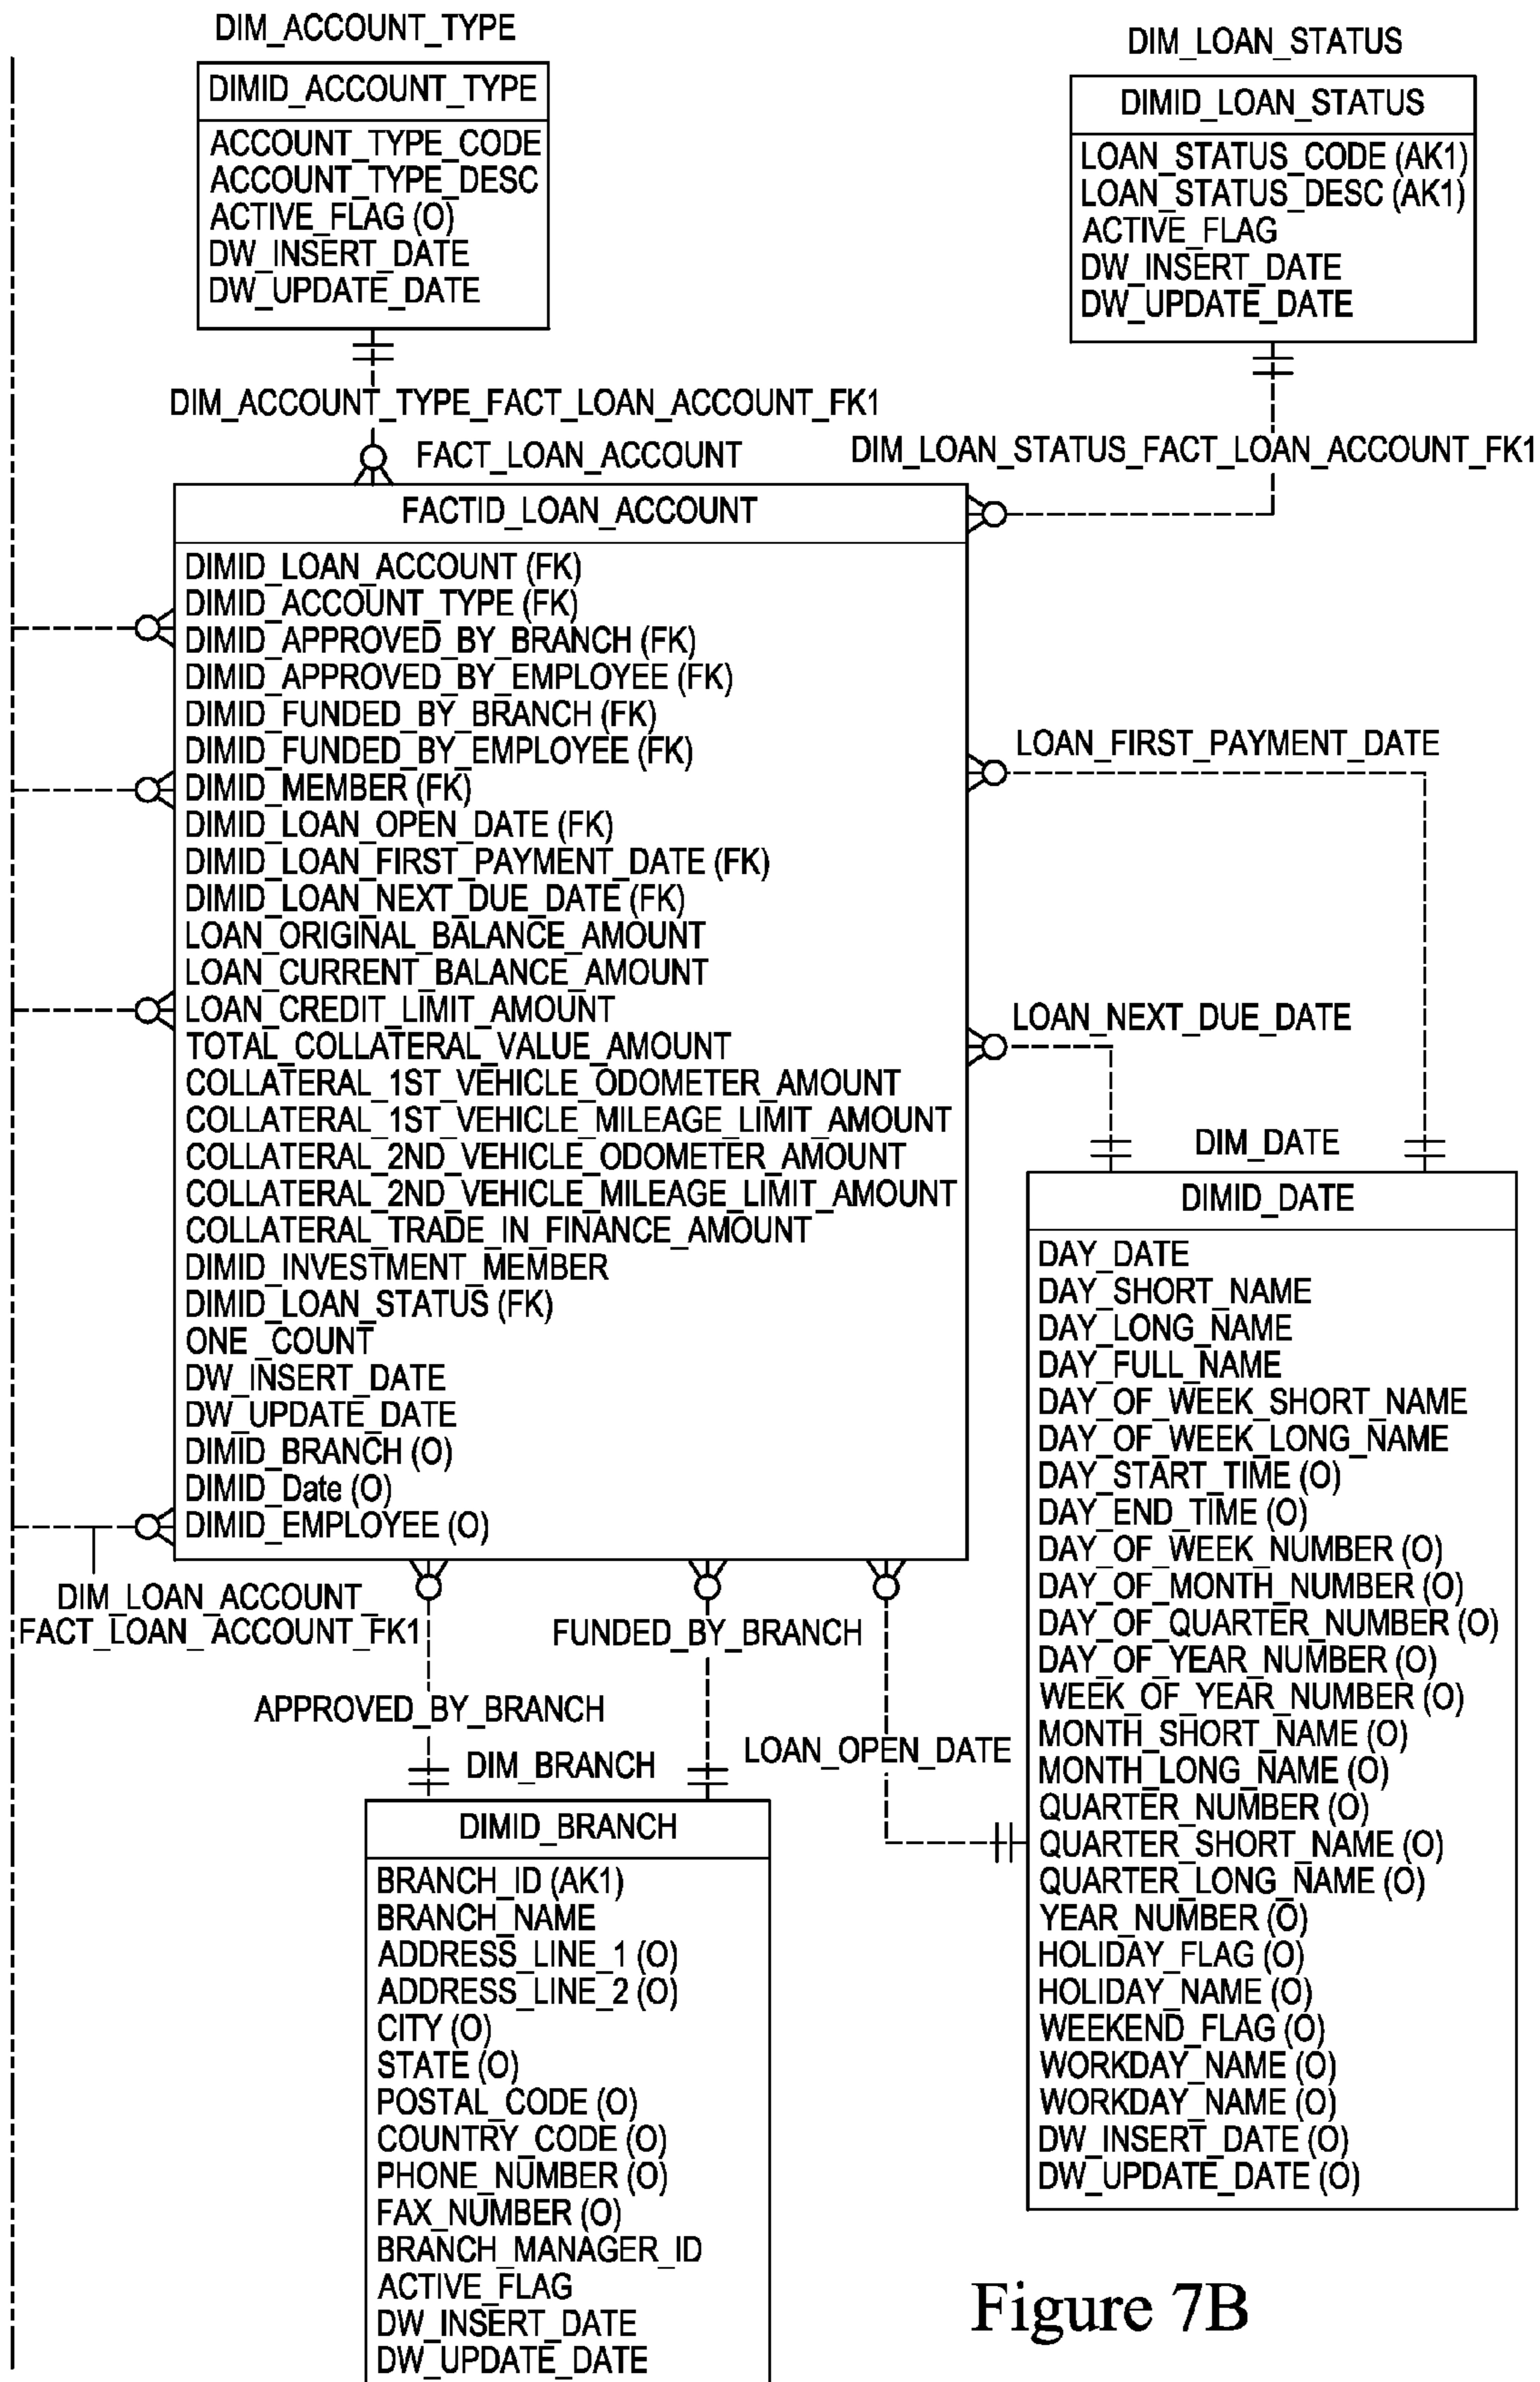 DIM_ACCOUNT_TYPE
DIMID_ACCOUNT_TYPE
ACCOUNT_TYPE_CODE
ACCOUNT_TYPE_DESC
ACTIVE_FLAG (O)
DW_INSERT_DATE
DW_UPDATE_DATE
DIM_LOAN_STATUS
DIMID_LOAN_STATUS
LOAN_STATUS_CODE (AK1)
LOAN_STATUS_DESC (AK1)
ACTIVE_FLAG
DW_INSERT_DATE
DW_UPDATE_DATE
DIM_ACCOUNT_TYPE_FACT_LOAN_ACCOUNT_FK1
DIM_LOAN_STATUS_FACT_LOAN_ACCOUNT_FK1
FACT_LOAN_ACCOUNT
FACTID_LOAN_ACCOUNT
DIMID_LOAN_ACCOUNT (FK)
DIMID_ACCOUNT_TYPE (FK)
DIMID_APPROVED_BY_BRANCH (FK)
DIMID_APPROVED_BY_EMPLOYEE (FK)
DIMID_FUNDED_BY_BRANCH (FK)
DIMID_FUNDED_BY_EMPLOYEE (FK)
DIMID_MEMBER (FK)
DIMID_LOAN_OPEN_DATE (FK)
DIMID_LOAN_FIRST_PAYMENT_DATE (FK)
DIMID_LOAN_NEXT_DUE_DATE (FK)
LOAN_ORIGINAL_BALANCE_AMOUNT
LOAN_CURRENT_BALANCE_AMOUNT
LOAN_CREDIT_LIMIT_AMOUNT
TOTAL_COLLATERAL_VALUE_AMOUNT
COLLATERAL_1ST_VEHICLE_ODOMETER_AMOUNT
COLLATERAL_1ST_VEHICLE_MILEAGE_LIMIT_AMOUNT
COLLATERAL_2ND_VEHICLE_ODOMETER_AMOUNT
COLLATERAL_2ND_VEHICLE_MILEAGE_LIMIT_AMOUNT
COLLATERAL_TRADE_IN_FINANCE_AMOUNT
DIMID_INVESTMENT_MEMBER
DIMID_LOAN_STATUS (FK)
ONE_COUNT
DW_INSERT_DATE
DW_UPDATE_DATE
DIMID_BRANCH (O)
DIMID_Date (O)
DIMID_EMPLOYEE (O)
LOAN_FIRST_PAYMENT_DATE
LOAN_NEXT_DUE_DATE
DIM_DATE
DIMID_DATE
DAY_DATE
DAY_SHORT_NAME
DAY_LONG_NAME
DAY_FULL_NAME
DAY_OF_WEEK_SHORT_NAME
DAY_OF_WEEK_LONG_NAME
DAY_START_TIME (O)
DAY_END_TIME (O)
DAY_OF_WEEK_NUMBER (O)
DAY_OF_MONTH_NUMBER (O)
DAY_OF_QUARTER_NUMBER (O)
DAY_OF_YEAR_NUMBER (O)
WEEK_OF_YEAR_NUMBER (O)
MONTH_SHORT_NAME (O)
MONTH_LONG_NAME (O)
QUARTER_NUMBER (O)
QUARTER_SHORT_NAME (O)
QUARTER_LONG_NAME (O)
YEAR_NUMBER (O)
HOLIDAY_FLAG (O)
HOLIDAY_NAME (O)
WEEKEND_FLAG (O)
WORKDAY_NAME (O)
WORKDAY_NAME (O)
DW_INSERT_DATE (O)
DW_UPDATE_DATE (O)
DIM_LOAN_ACCOUNT_
FACT_LOAN_ACCOUNT_FK1
FUNDED_BY_BRANCH
APPROVED_BY_BRANCH
LOAN_OPEN_DATE
DIM_BRANCH
DIMID_BRANCH
BRANCH_ID (AK1)
BRANCH_NAME
ADDRESS_LINE_1 (O)
ADDRESS_LINE_2 (O)
CITY (O)
STATE (O)
POSTAL_CODE (O)
COUNTRY_CODE (O)
PHONE_NUMBER (O)
FAX_NUMBER (O)
BRANCH_MANAGER_ID
ACTIVE_FLAG
DW_INSERT_DATE
DW_UPDATE_DATE
Figure 7B